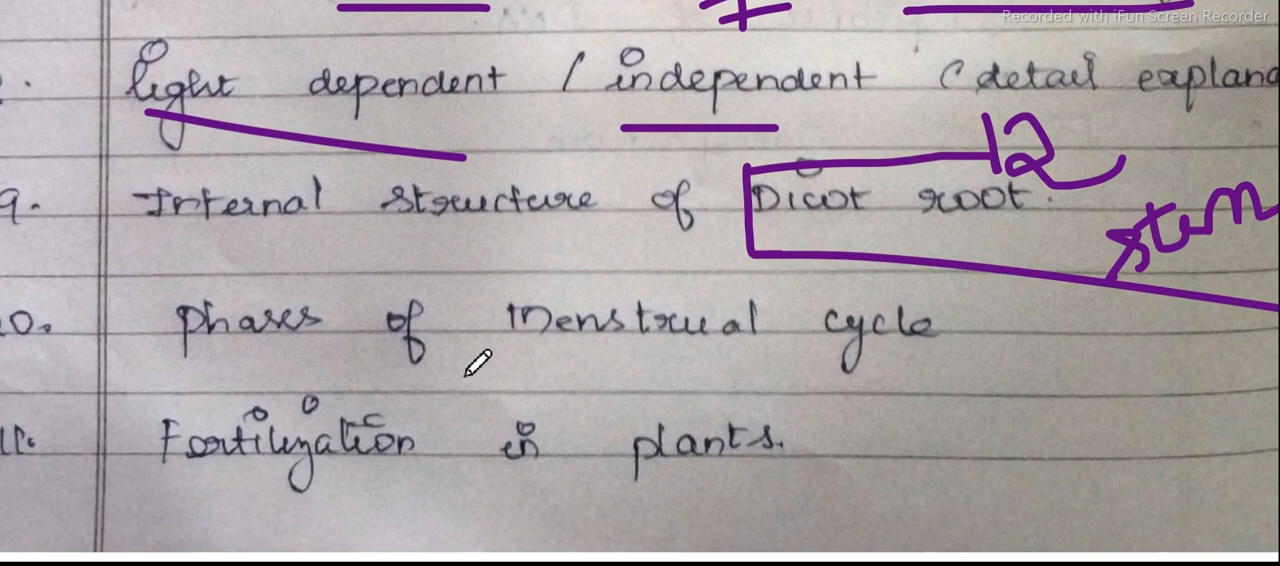 Recorded with iFun Screen Recorder
light dependent / independent (detail explana
12
9. Internal structure of Dicot root.
stem
0. phases of menstrual cycle
11. Fertilization in plants.